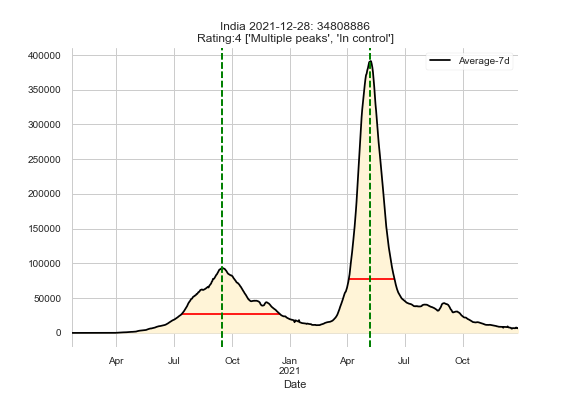 India 2021-12-28: 34808886
Rating:4 ['Multiple peaks', 'In control']
Average-7d
400000
350000
300000
250000
200000
150000
100000
50000
0
Apr Jul Oct Jan Apr Jul Oct
2021
Date